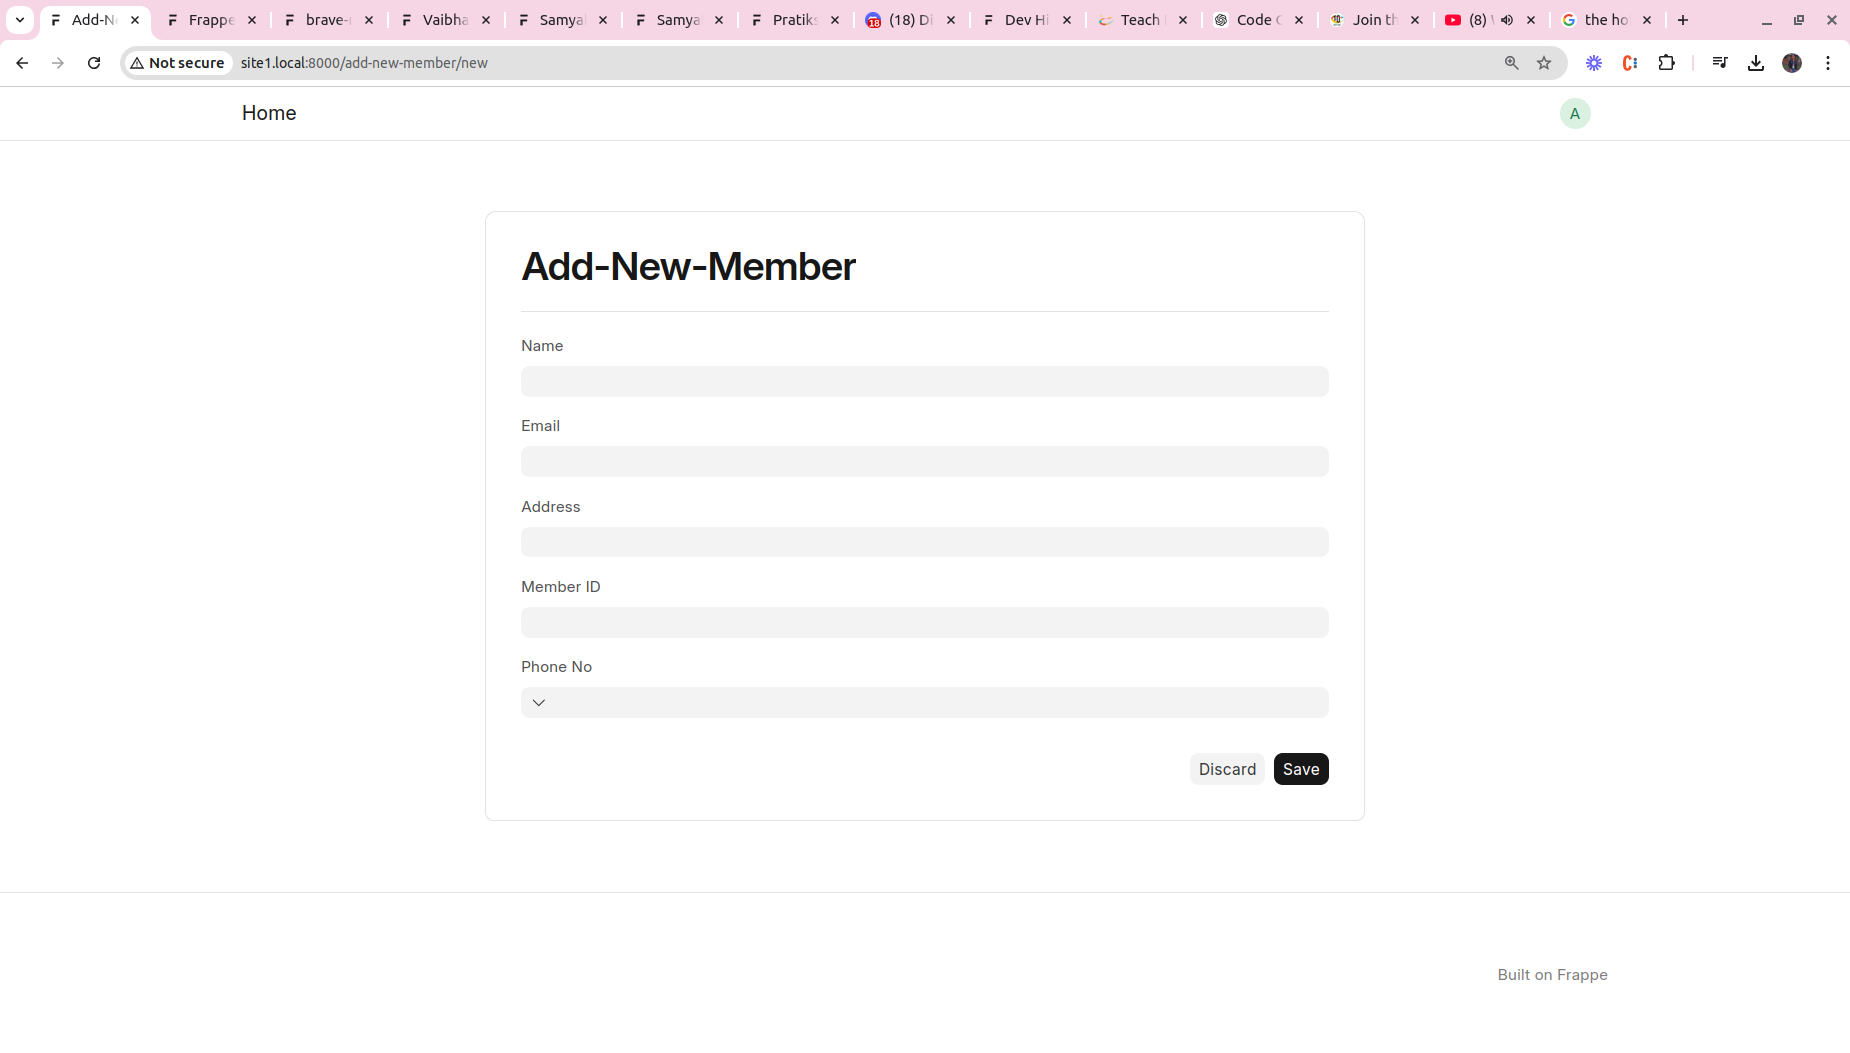 Add-Ne Frappe brave- Vaibha Samya Samya Pratiks 18 (18) Di Dev Hi Teach Code C Join th (8) the ho
Not secure site1.local:8000/add-new-member/new
Home A
Add-New-Member
Name
Email
Address
Member ID
Phone No
Discard Save
Built on Frappe